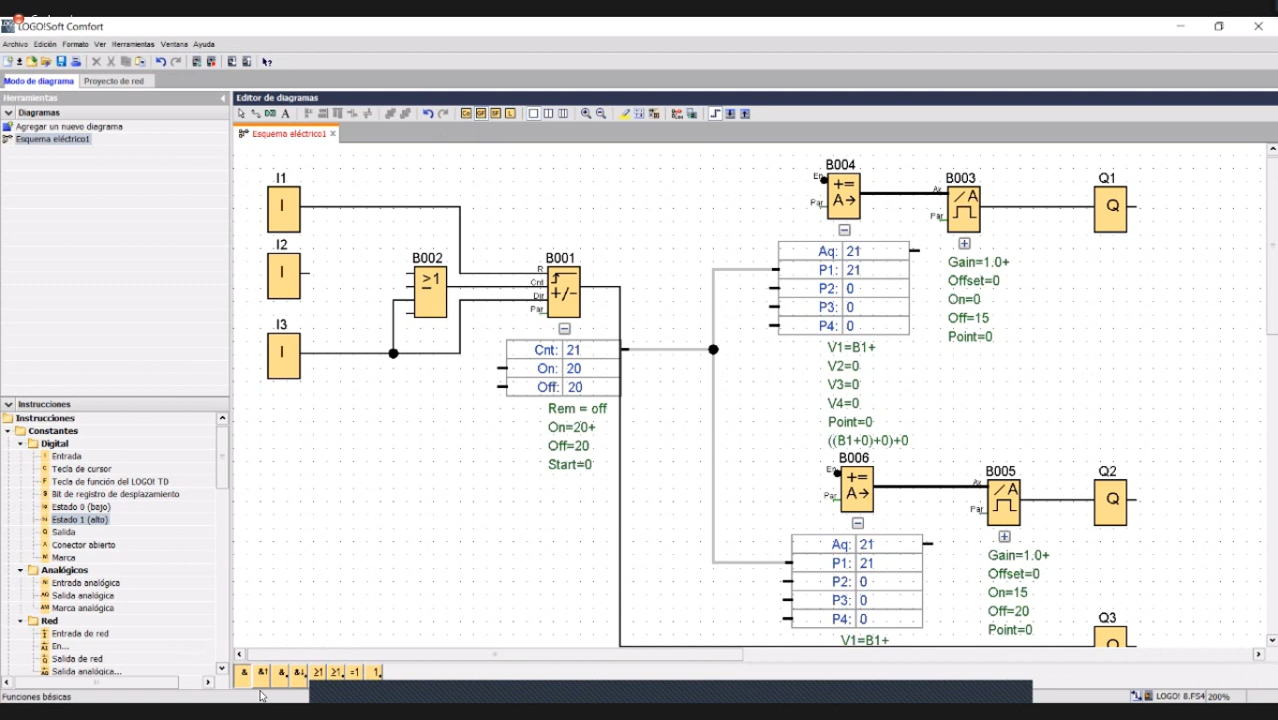 LOGO!Soft Comfort
Archivo Edición Formato Ver Herramientas Ventana Ayuda
Modo de diagrama Proyecto de red
Herramientas
Diagramas
Agregar un nuevo diagrama
Esquema eléctrico1
Editor de diagramas
Esquema eléctrico1
I1
I
I2
I
I3
I
B002
≥1
B001
R
Cnt
Dir
Par
+/-
Cnt: 21
On: 20
Off: 20
Rem = off
On=20+
Off=20
Start=0
B004
En
Par
+=
A→
Aq: 21
P1: 21
P2: 0
P3: 0
P4: 0
V1=B1+
V2=0
V3=0
V4=0
Point=0
((B1+0)+0)+0
B003
Ax
Par
/A
Gain=1.0+
Offset=0
On=0
Off=15
Point=0
Q1
Q
B006
En
Par
+=
A→
Aq: 21
P1: 21
P2: 0
P3: 0
P4: 0
V1=B1+
B005
Ax
Par
/A
Gain=1.0+
Offset=0
On=15
Off=20
Point=0
Q2
Q
Q3
Q
Instrucciones
Instrucciones
Constantes
Digital
Entrada
Tecla de cursor
Tecla de función del LOGO! TD
Bit de registro de desplazamiento
Estado 0 (bajo)
Estado 1 (alto)
Salida
Conector abierto
Marca
Analógicos
Entrada analógica
Salida analógica
Marca analógica
Red
Entrada de red
En...
Salida de red
Salida analógica...
& &↑ & &↓ ≥1 ≥1 =1 1
Funciones básicas
LOGO! 8.FS4 200%